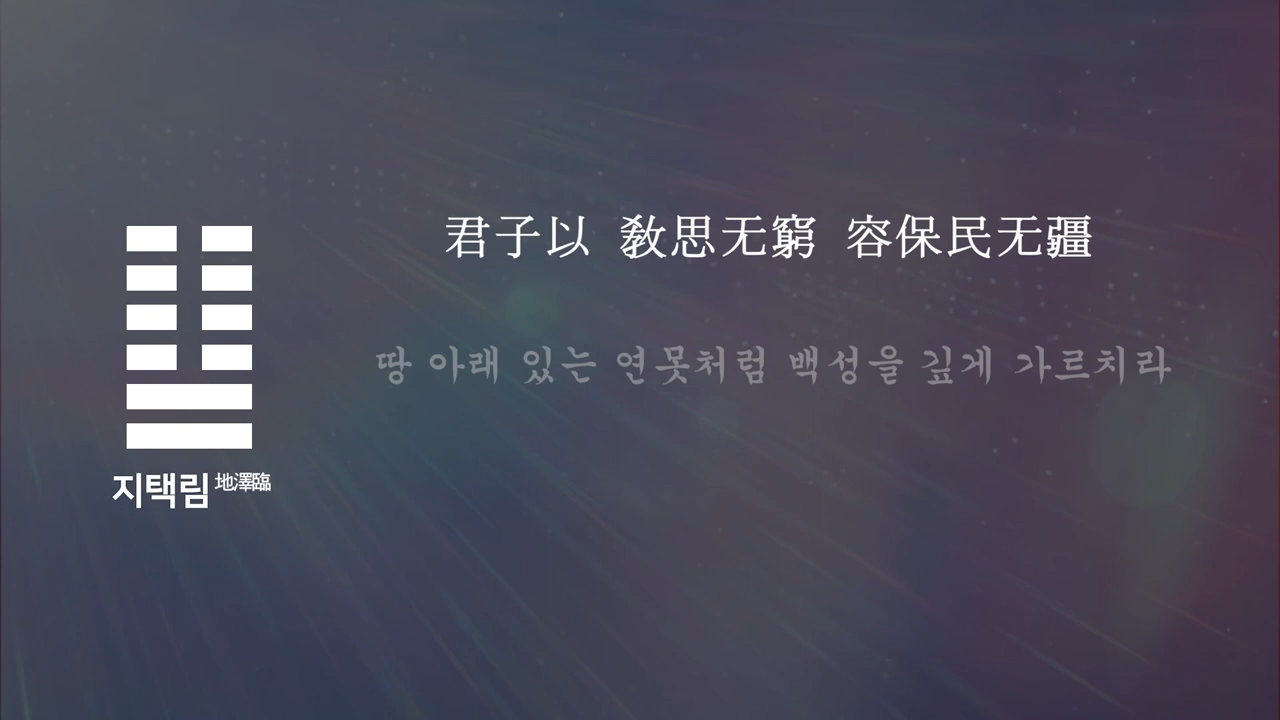 君子以 敎思无窮 容保民无疆
땅 아래 있는 연못처럼 백성을 깊게 가르치라
지택림 地澤臨